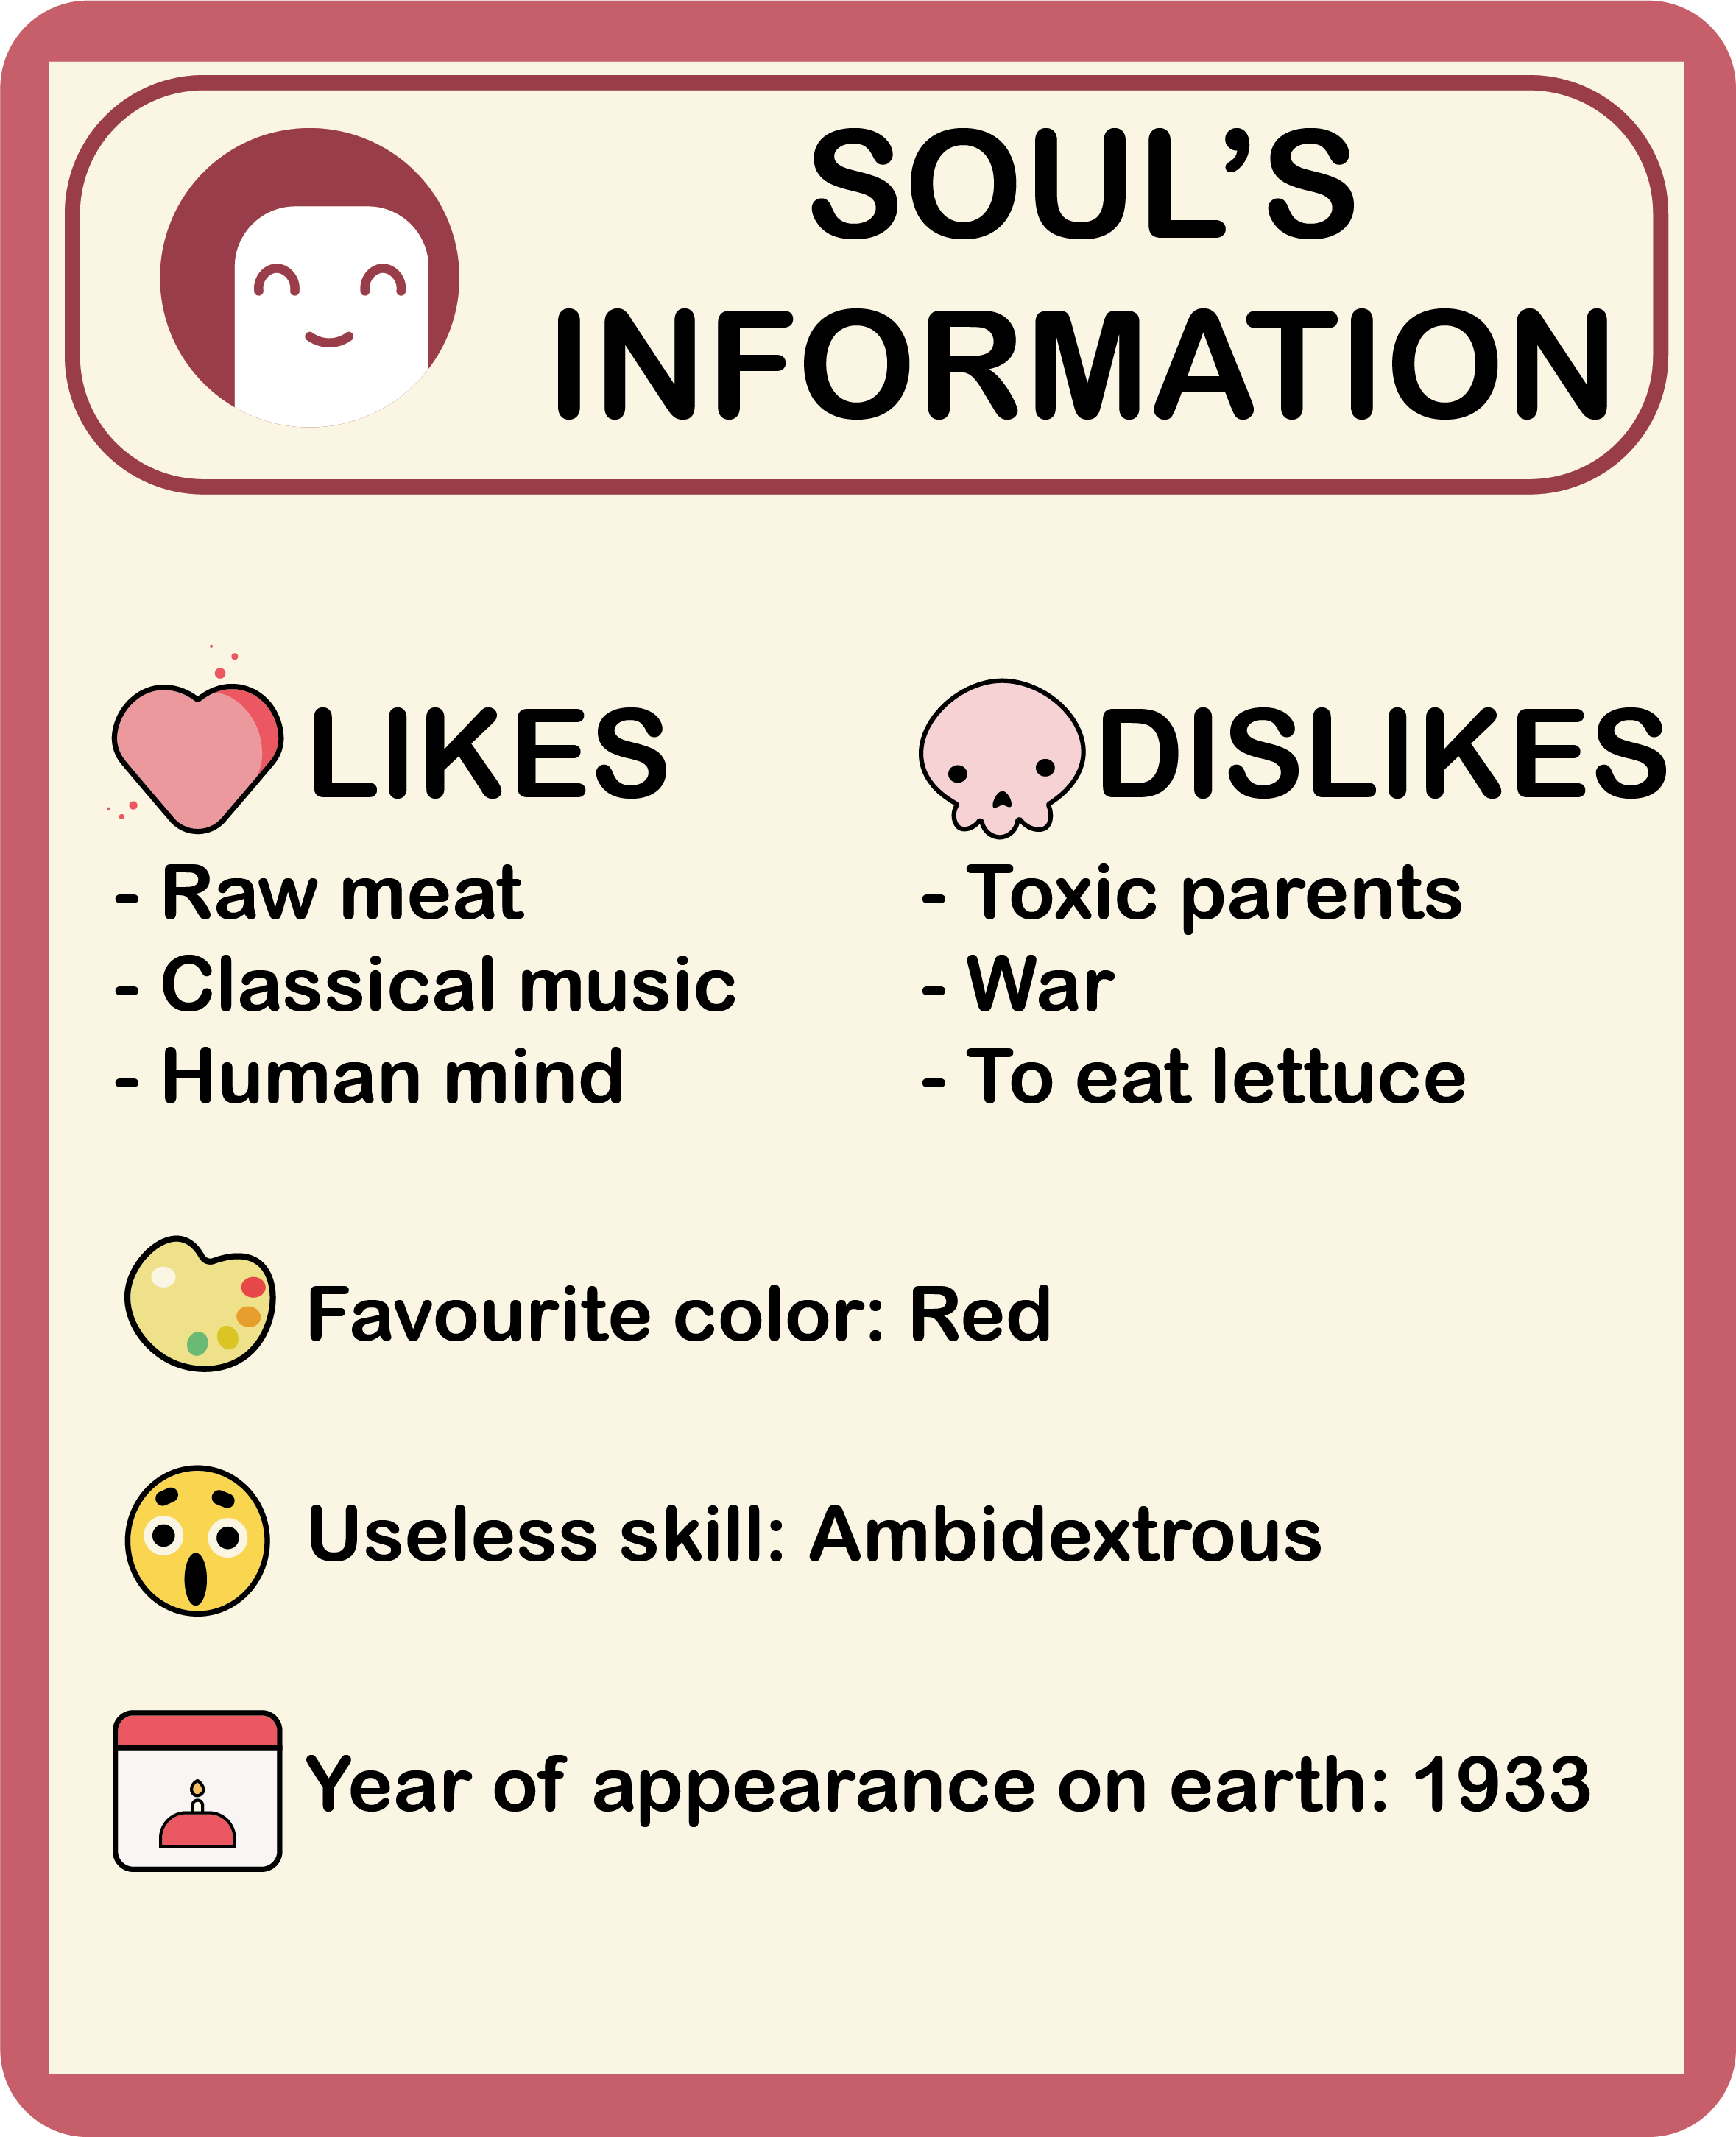 SOUL’S
INFORMATION
LIKES
- Raw meat
- Classical music
- Human mind
DISLIKES
- Toxic parents
- War
- To eat lettuce
Favourite color: Red
Useless skill: Ambidextrous
Year of appearance on earth: 1933